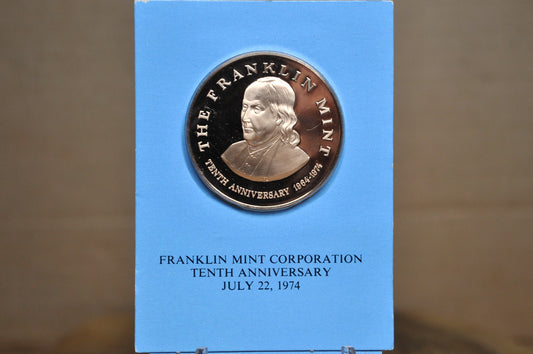 THE FRANKLIN MINT
TENTH ANNIVERSARY 1964-1974
FRANKLIN MINT CORPORATION
TENTH ANNIVERSARY
JULY 22, 1974